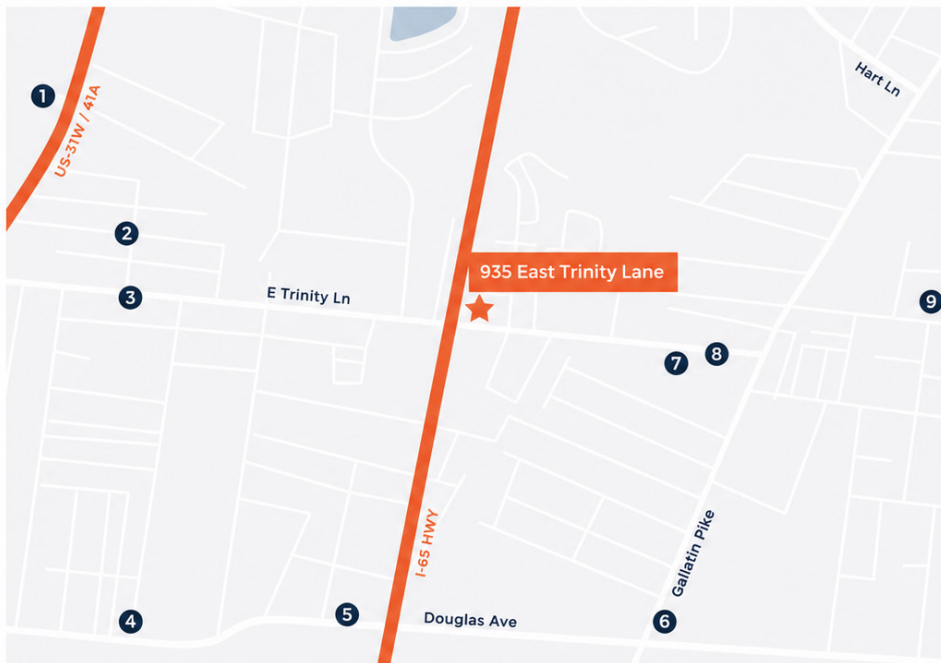 Hart Ln
1
US-31W / 41A
2
935 East Trinity Lane
3
E Trinity Ln
9
8
7
I-65 HWY
Gallatin Pike
5
Douglas Ave
4
6